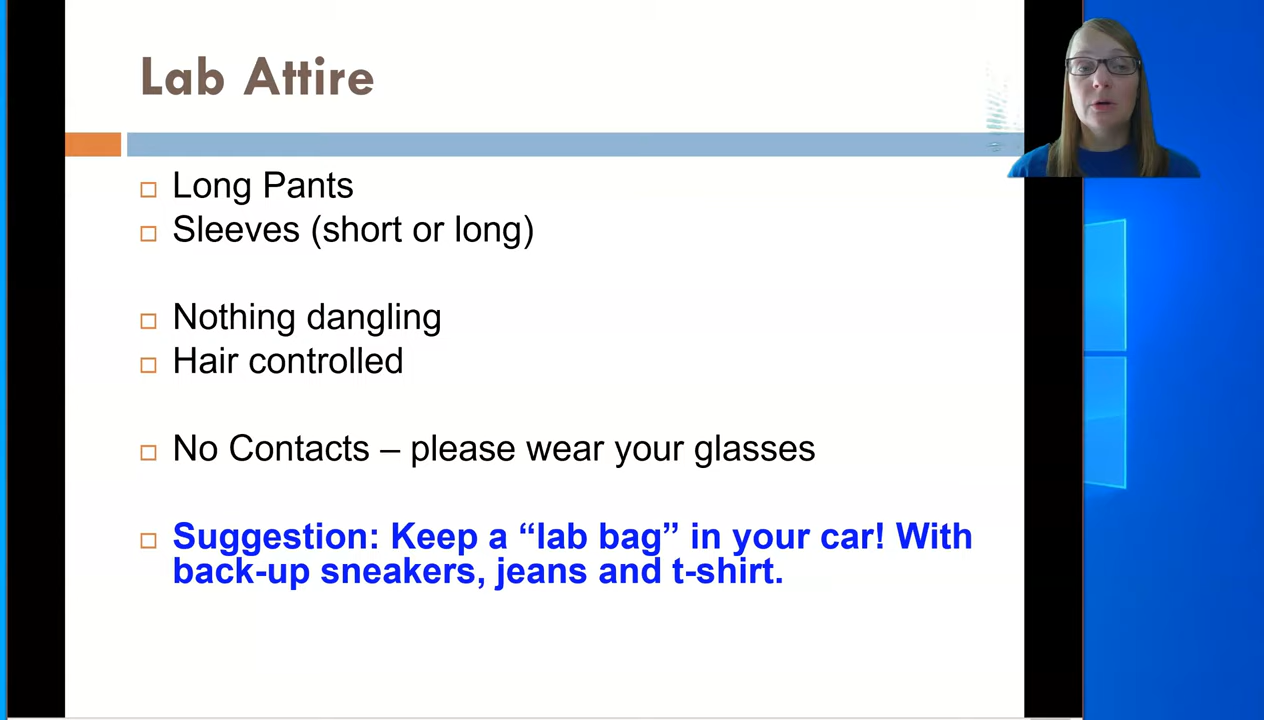 Lab Attire
Long Pants
Sleeves (short or long)
Nothing dangling
Hair controlled
No Contacts – please wear your glasses
Suggestion: Keep a “lab bag” in your car! With
back-up sneakers, jeans and t-shirt.